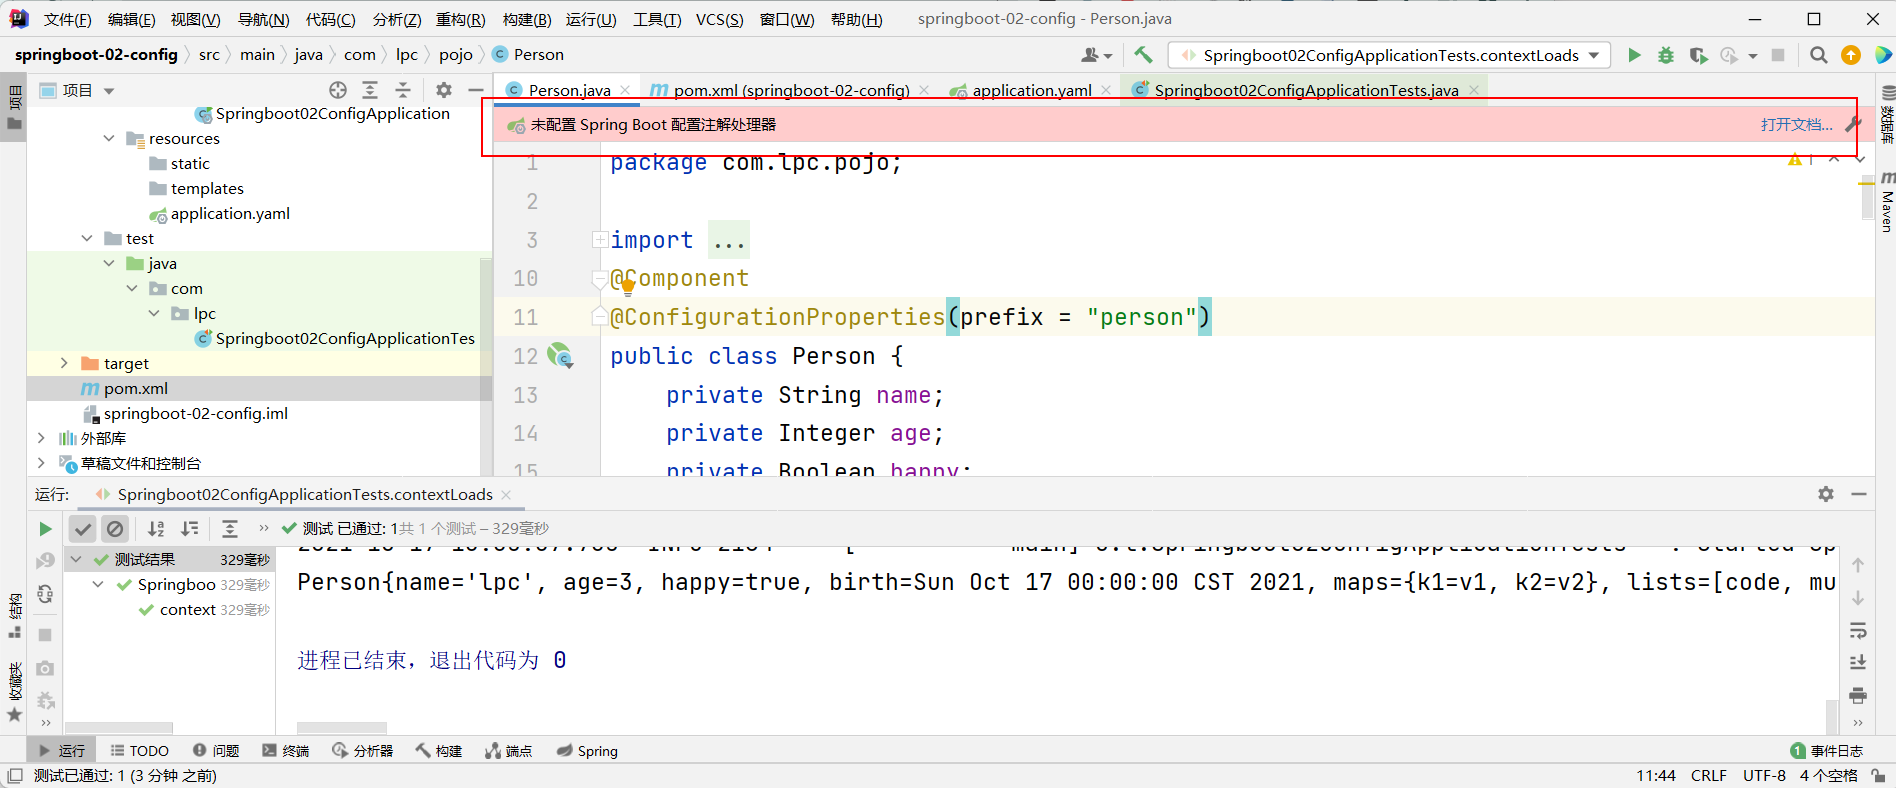 文件(F) 编辑(E) 视图(V) 导航(N) 代码(C) 分析(Z) 重构(R) 构建(B) 运行(U) 工具(T) VCS(S) 窗口(W) 帮助(H) springboot-02-config - Person.java
springboot-02-config src main java com lpc pojo Person Springboot02ConfigApplicationTests.contextLoads
项目
项目
Springboot02ConfigApplication
resources
static
templates
application.yaml
test
java
com
lpc
Springboot02ConfigApplicationTes
target
pom.xml
springboot-02-config.iml
外部库
草稿文件和控制台
Person.java pom.xml (springboot-02-config) application.yaml Springboot02ConfigApplicationTests.java
未配置 Spring Boot 配置注解处理器 打开文档...
1 package com.lpc.pojo; 1
2
3 import ...
10 @Component
11 @ConfigurationProperties(prefix = "person")
12 public class Person {
13 private String name;
14 private Integer age;
15 private Boolean happy;
数据库
Maven
运行: Springboot02ConfigApplicationTests.contextLoads
测试 已通过: 1共 1 个测试 – 329毫秒
测试结果 329毫秒
Springboo 329毫秒
context 329毫秒
Person{name='lpc', age=3, happy=true, birth=Sun Oct 17 00:00:00 CST 2021, maps={k1=v1, k2=v2}, lists=[code, mu
进程已结束，退出代码为 0
结构
收藏夹
运行 TODO 问题 终端 分析器 构建 端点 Spring 1 事件日志
测试已通过: 1 (3 分钟 之前) 11:44 CRLF UTF-8 4 个空格